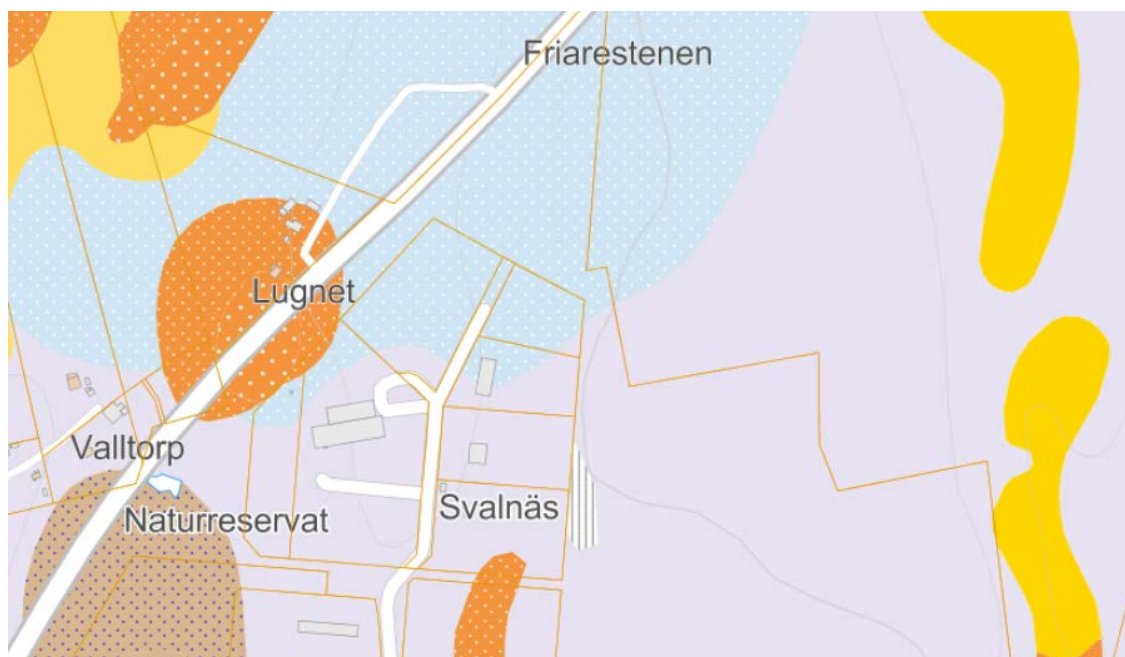 Friarestenen
Lugnet
Valltorp
Naturreservat
Svalnäs